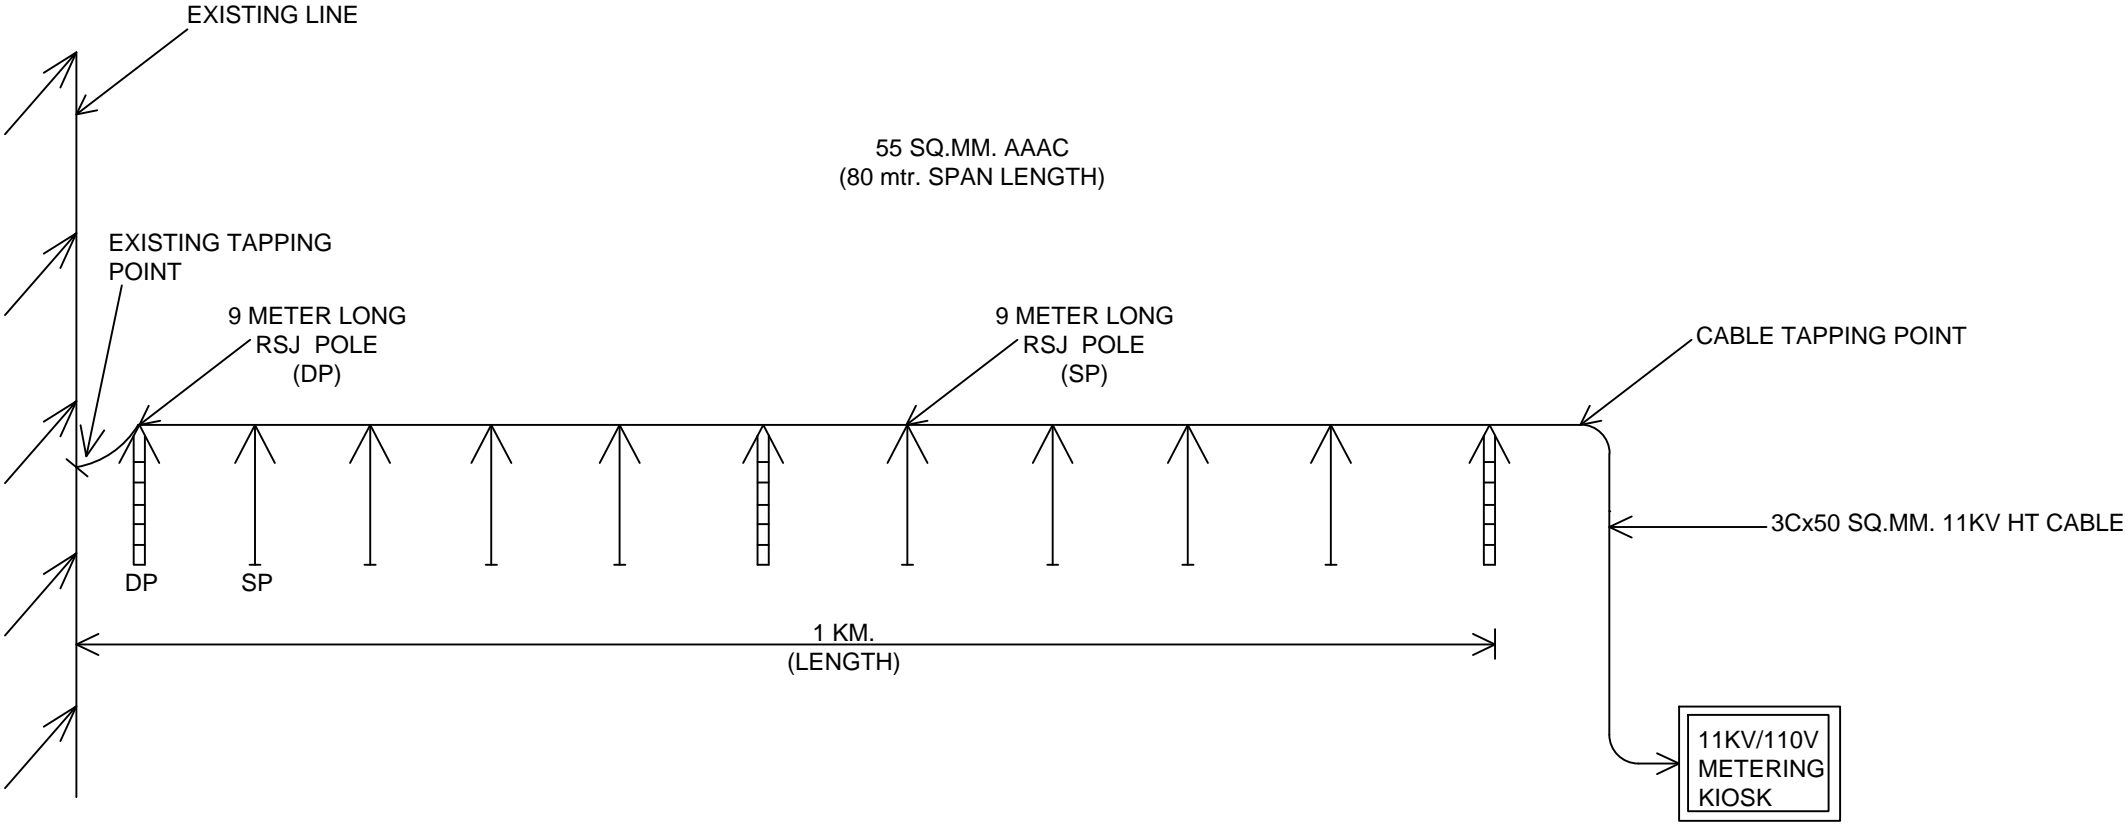 EXISTING LINE
55 SQ.MM. AAAC
(80 mtr. SPAN LENGTH)
EXISTING TAPPING
POINT
9 METER LONG
RSJ  POLE
(DP)
9 METER LONG
RSJ  POLE
(SP)
CABLE TAPPING POINT
3Cx50 SQ.MM. 11KV HT CABLE
DP
SP
1 KM.
(LENGTH)
11KV/110V
METERING
KIOSK